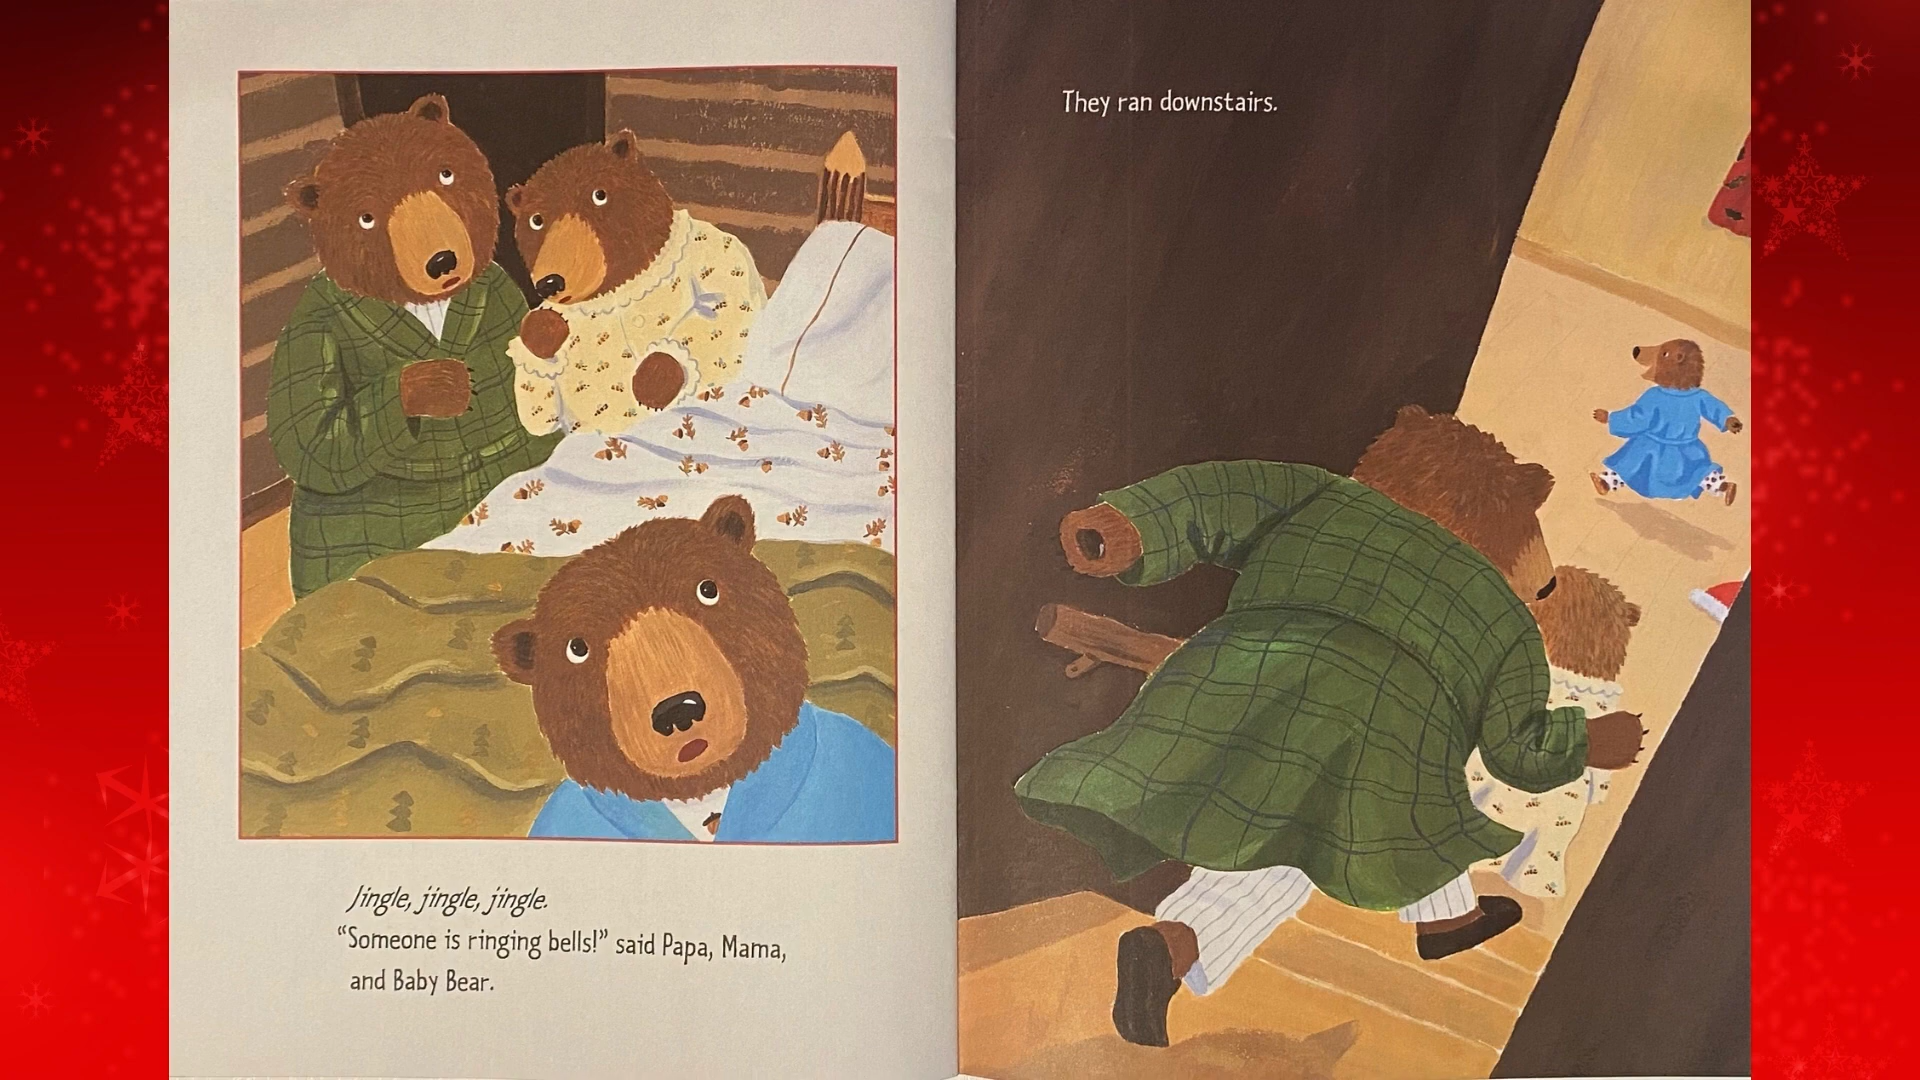 Jingle, jingle, jingle.
“Someone is ringing bells!” said Papa, Mama,
and Baby Bear.
They ran downstairs.